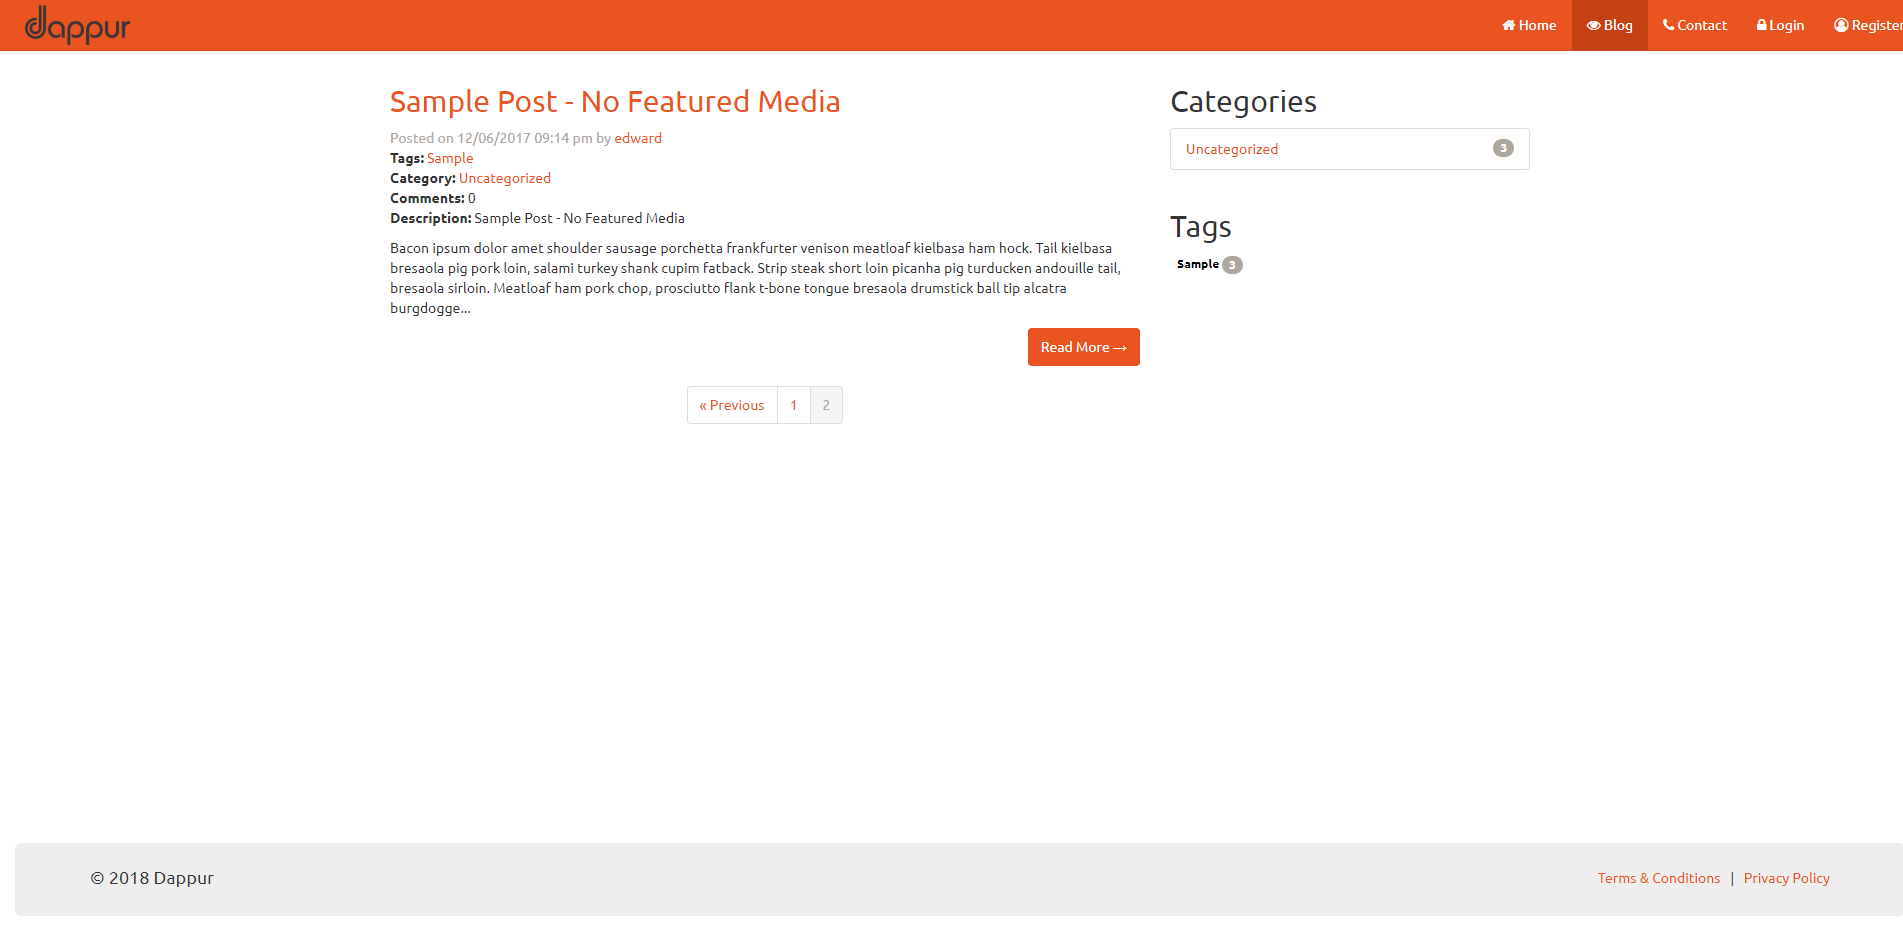 dappur
Home Blog Contact Login Register
Sample Post - No Featured Media
Posted on 12/06/2017 09:14 pm by edward
Tags: Sample
Category: Uncategorized
Comments: 0
Description: Sample Post - No Featured Media
Bacon ipsum dolor amet shoulder sausage porchetta frankfurter venison meatloaf kielbasa ham hock. Tail kielbasa
bresaola pig pork loin, salami turkey shank cupim fatback. Strip steak short loin picanha pig turducken andouille tail,
bresaola sirloin. Meatloaf ham pork chop, prosciutto flank t-bone tongue bresaola drumstick ball tip alcatra
burgdogge...
Read More →
« Previous 1 2
Categories
Uncategorized 3
Tags
Sample 3
© 2018 Dappur
Terms & Conditions | Privacy Policy